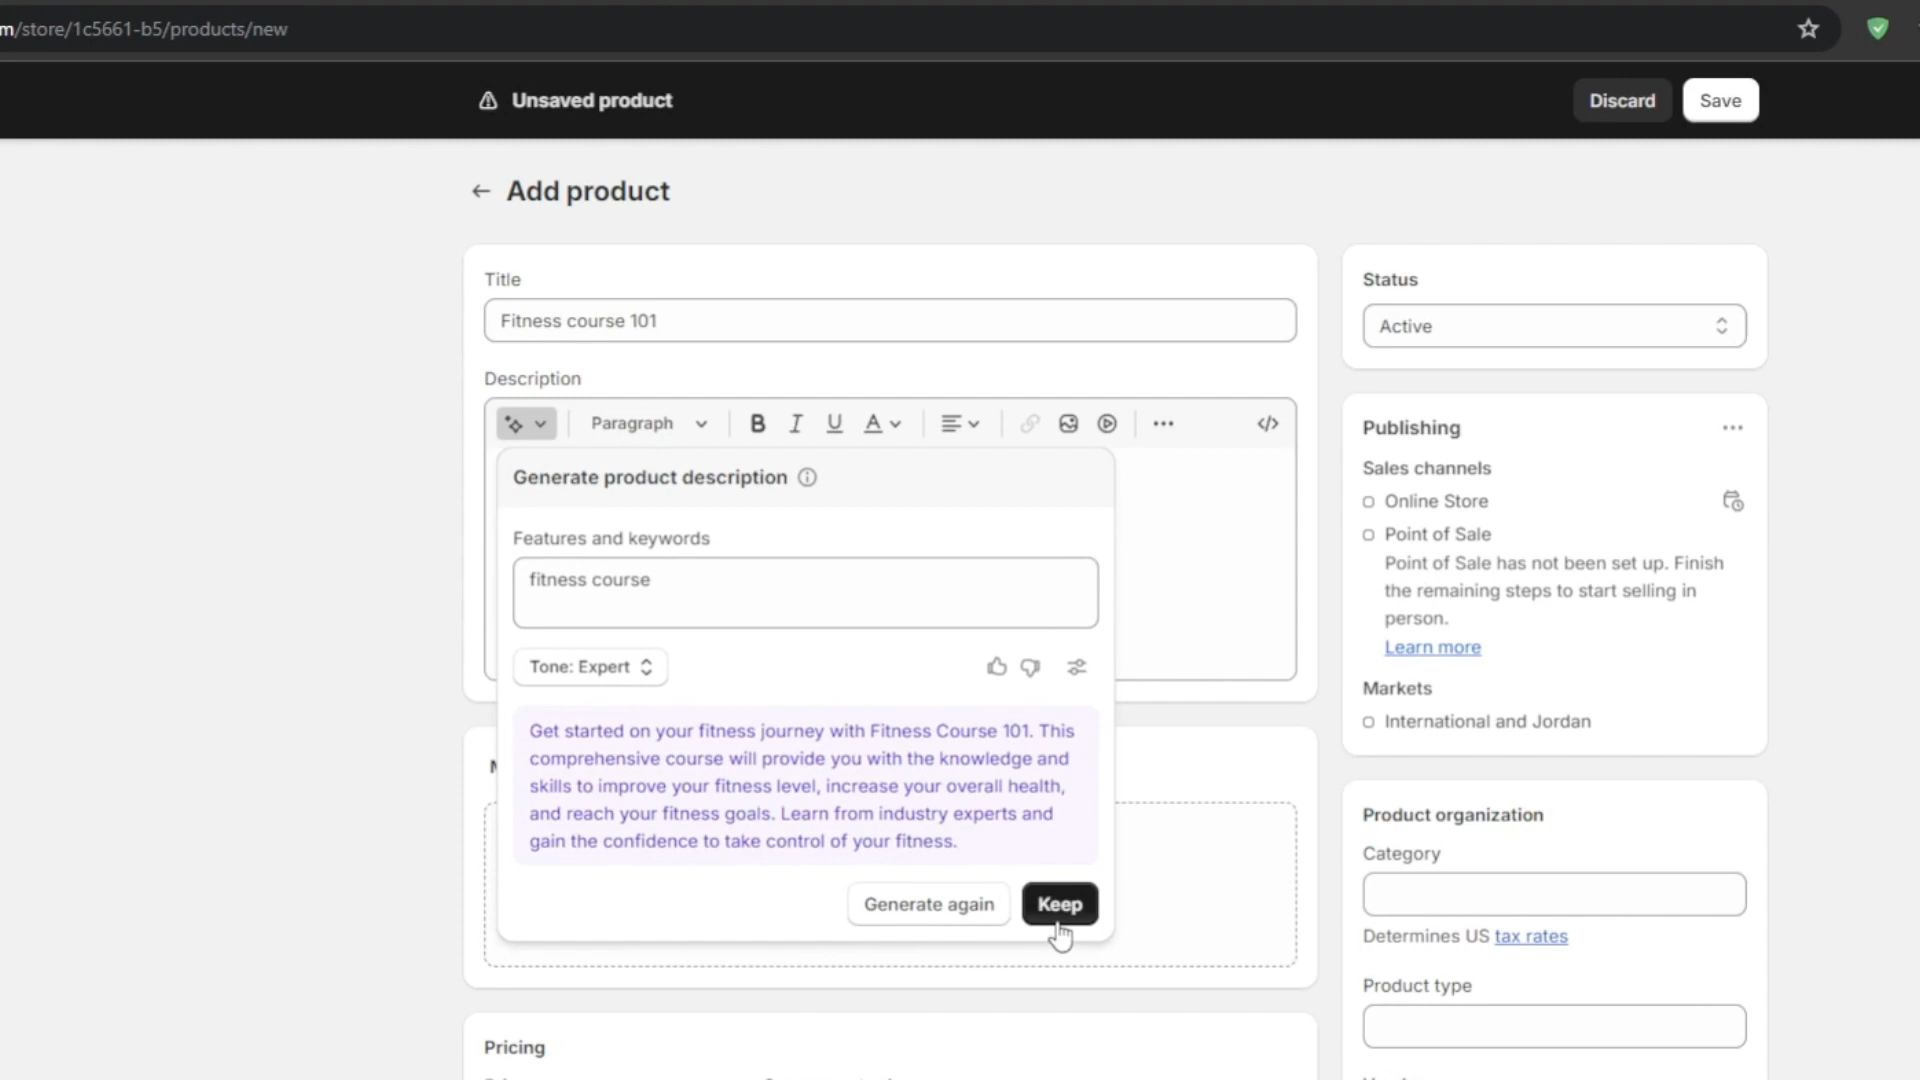 m/store/1c5661-b5/products/new
Unsaved product
Discard
Save
Add product
Title
Fitness course 101
Description
Paragraph
B I U A
Generate product description
Features and keywords
fitness course
Tone: Expert
Get started on your fitness journey with Fitness Course 101. This
comprehensive course will provide you with the knowledge and
skills to improve your fitness level, increase your overall health,
and reach your fitness goals. Learn from industry experts and
gain the confidence to take control of your fitness.
Generate again
Keep
Pricing
Status
Active
Publishing
Sales channels
Online Store
Point of Sale
Point of Sale has not been set up. Finish
the remaining steps to start selling in
person.
Learn more
Markets
International and Jordan
Product organization
Category
Determines US tax rates
Product type